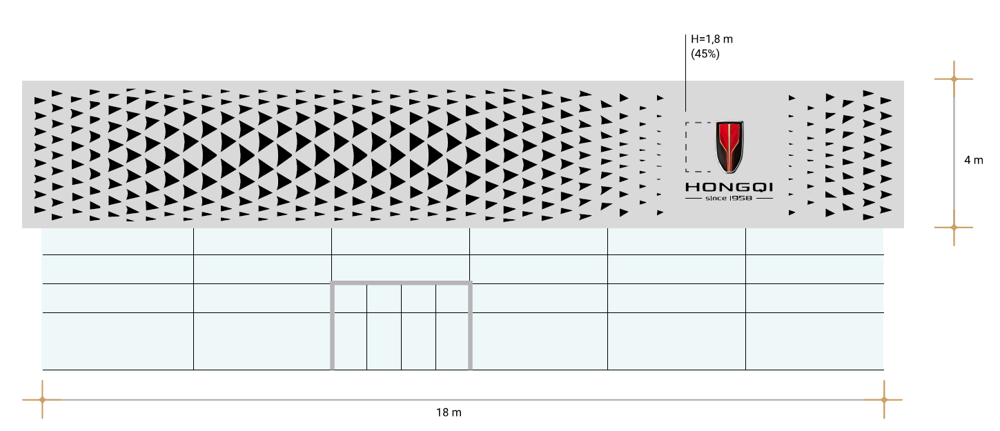 H=1,8 m
(45%)
4 m
HONGQI
since 1958
18 m